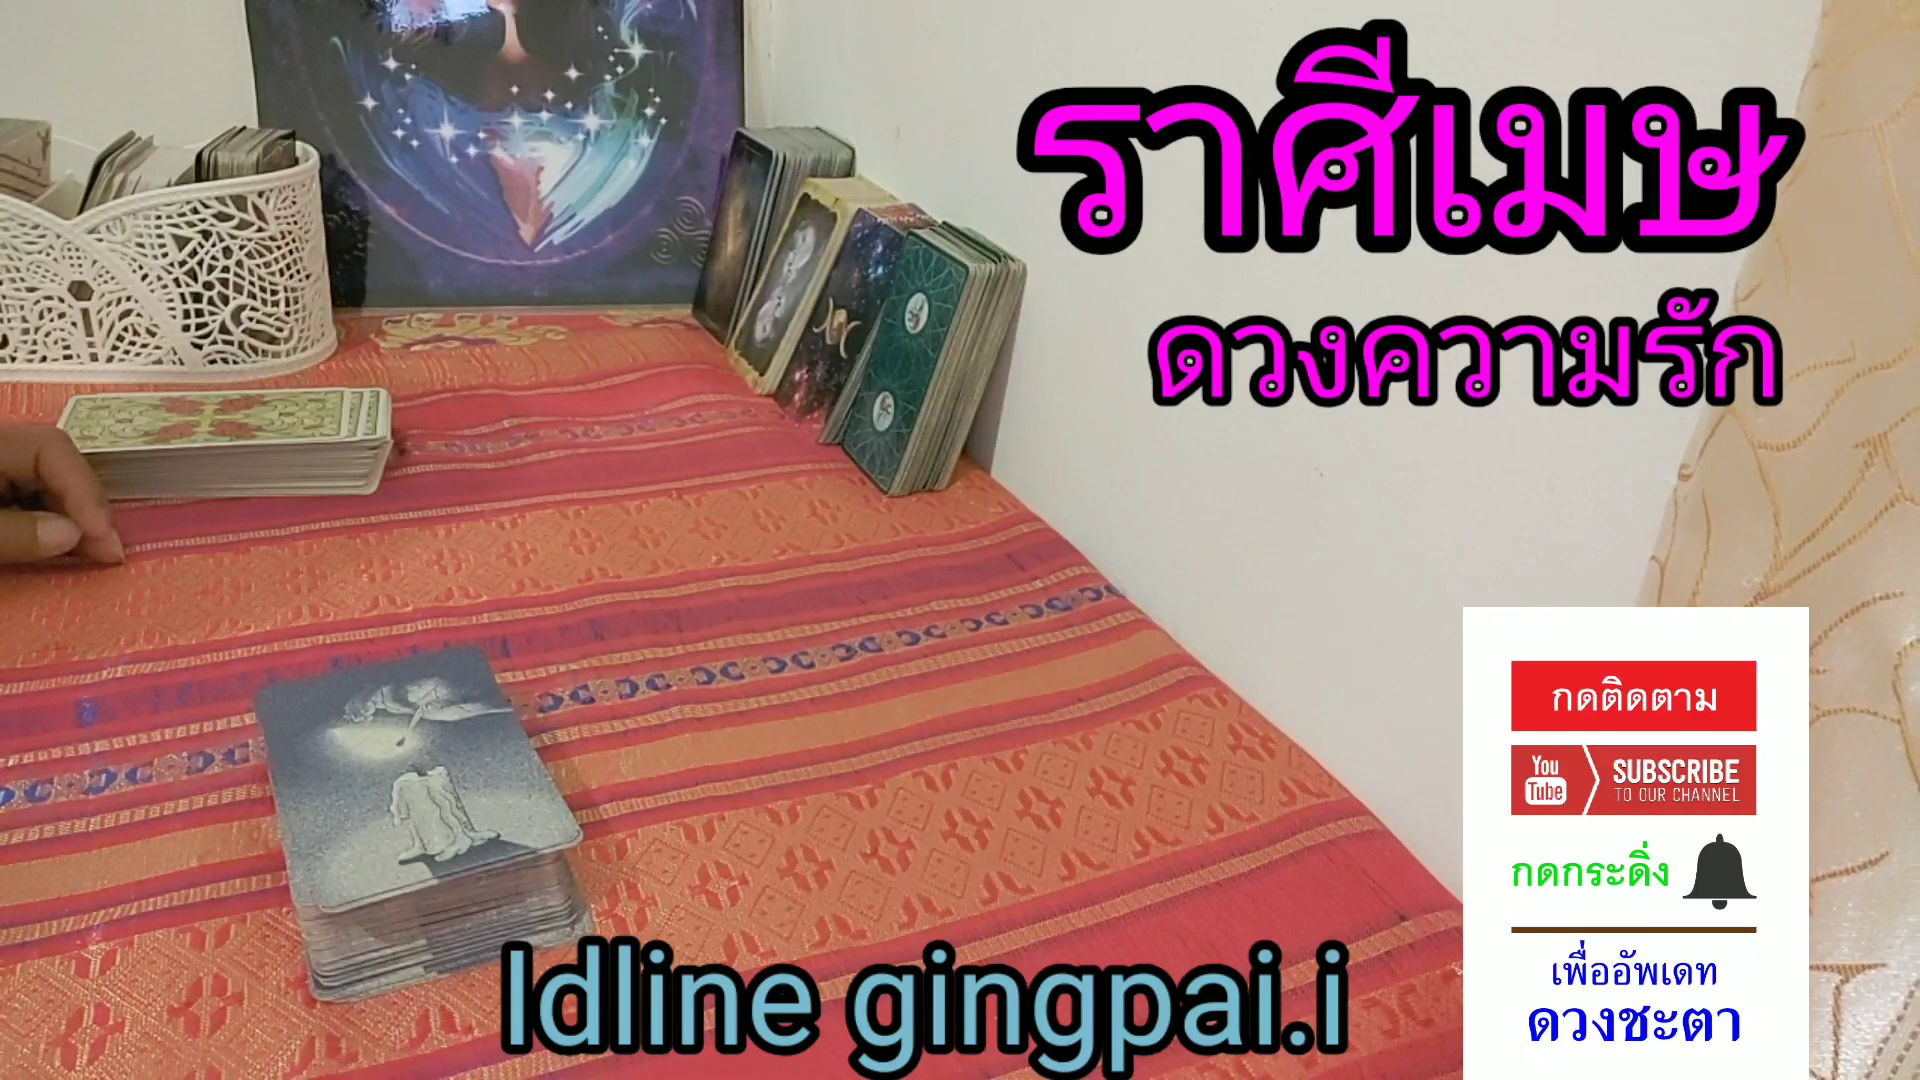 ราศีเมษ
ดวงความรัก
กดติดตาม
You
Tube
SUBSCRIBE
TO OUR CHANNEL
กดกระดิ่ง
เพื่ออัพเดท
ดวงชะตา
Idline gingpai.i